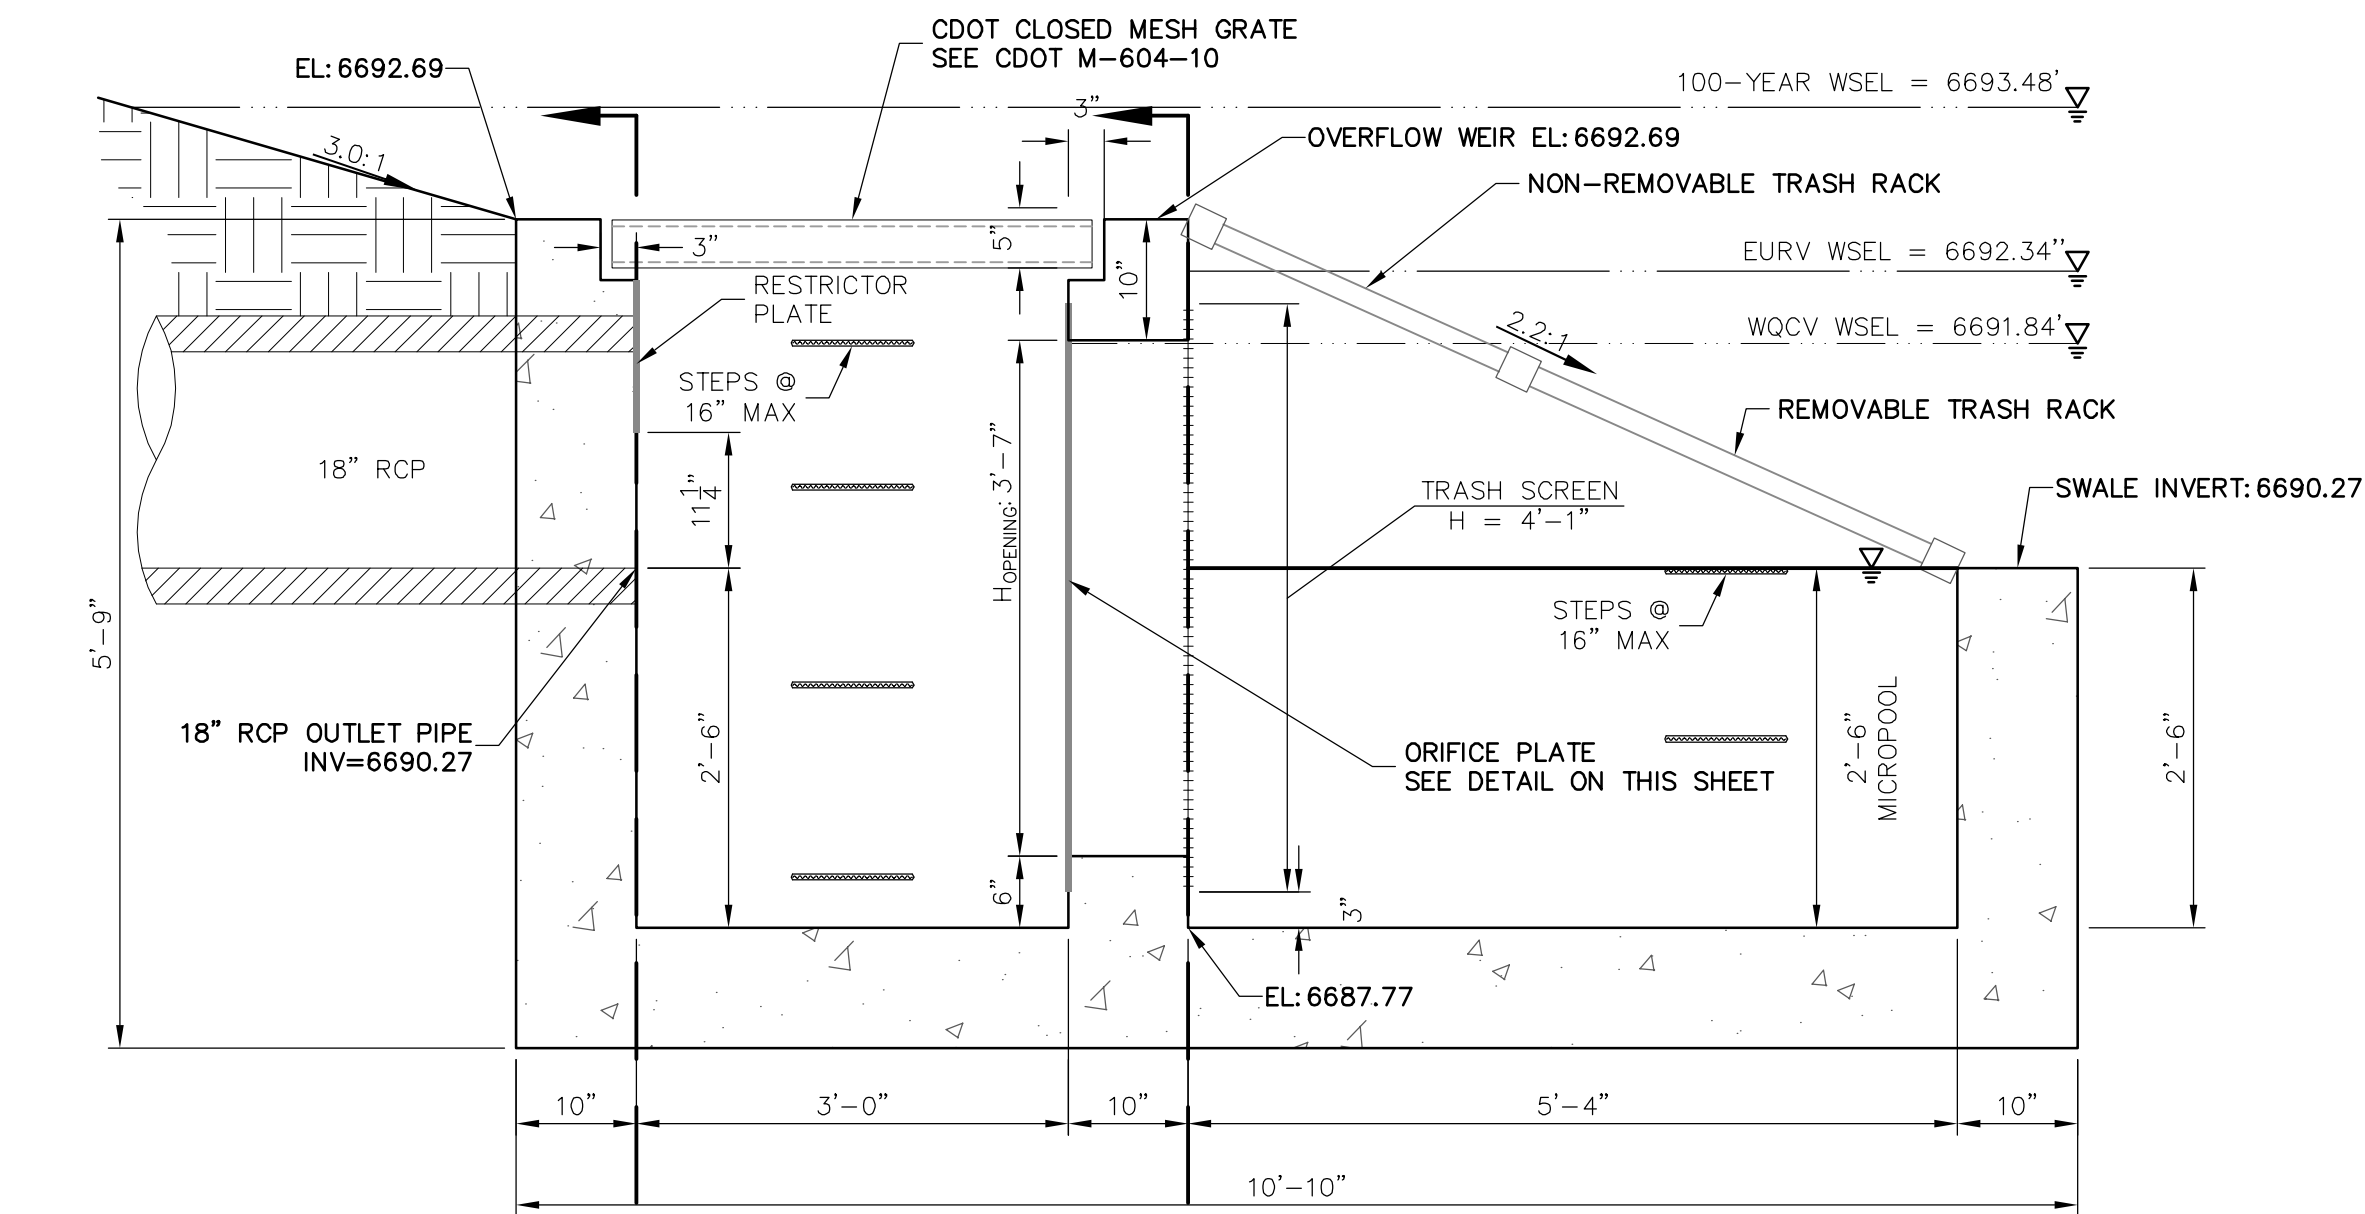 CDOT CLOSED MESH GRATE
SEE CDOT M-604-10
EL: 6692.69
100-YEAR WSEL = 6693.48'
3"
OVERFLOW WEIR EL: 6692.69
3.0:1
NON-REMOVABLE TRASH RACK
3"
5"
10"
EURV WSEL = 6692.34''
RESTRICTOR
PLATE
2.2:1
WQCV WSEL = 6691.84'
STEPS @
16" MAX
REMOVABLE TRASH RACK
18" RCP
11 1/4"
HOPENING: 3'-7"
TRASH SCREEN
H = 4'-1"
SWALE INVERT: 6690.27
5'-9"
STEPS @
16" MAX
18" RCP OUTLET PIPE
INV=6690.27
2'-6"
ORIFICE PLATE
SEE DETAIL ON THIS SHEET
2'-6"
MICROPOOL
2'-6"
6"
3"
EL: 6687.77
10"
3'-0"
10"
5'-4"
10"
10'-10"